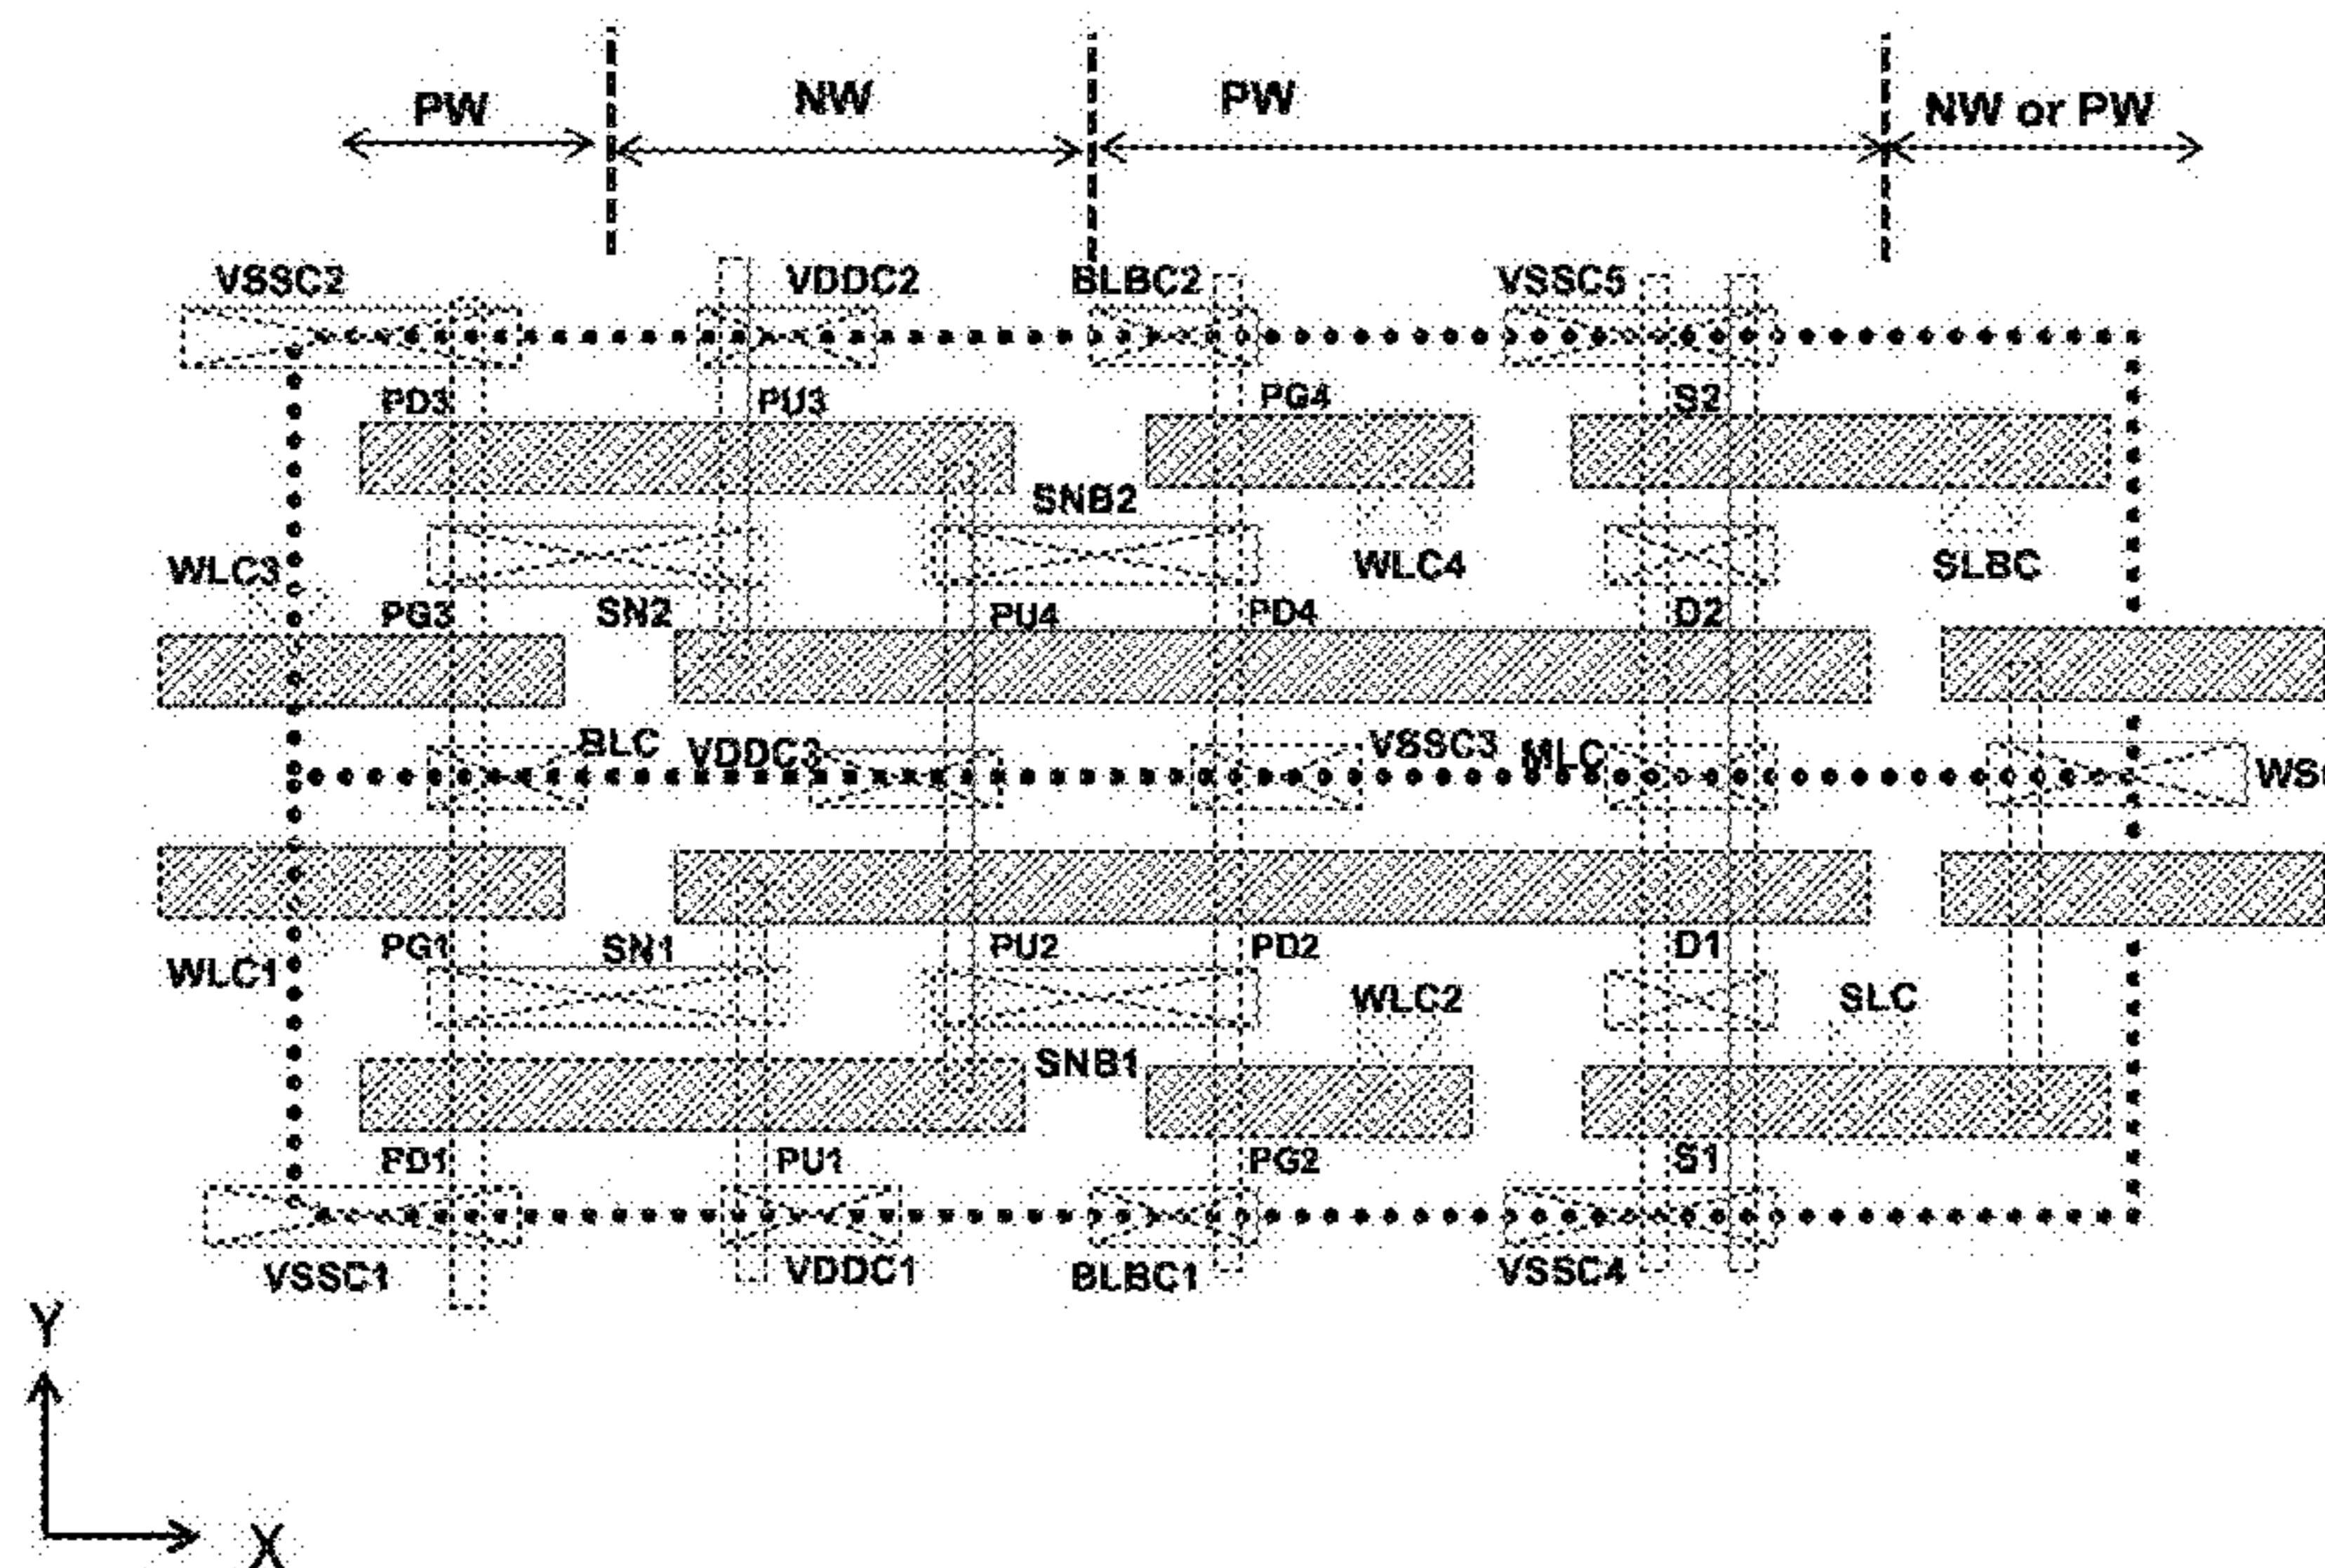 PW NW PW NW or PW
VSSC2 VDDC2 BLBC2 VSSC5
PD3 PU3 PG4 S2
SNB2
WLC3 WLC4 SLBC
PG3 SN2 PU4 PD4 D2
BLC VDDC3 VSSC3 MLC
PG1 SN1 PU2 PD2 D1
WLC1 WLC2 SLC
SNB1
PD1 PU1 PG2 S1
VSSC1 VDDC1 BLBC1 VSSC4
Y
X